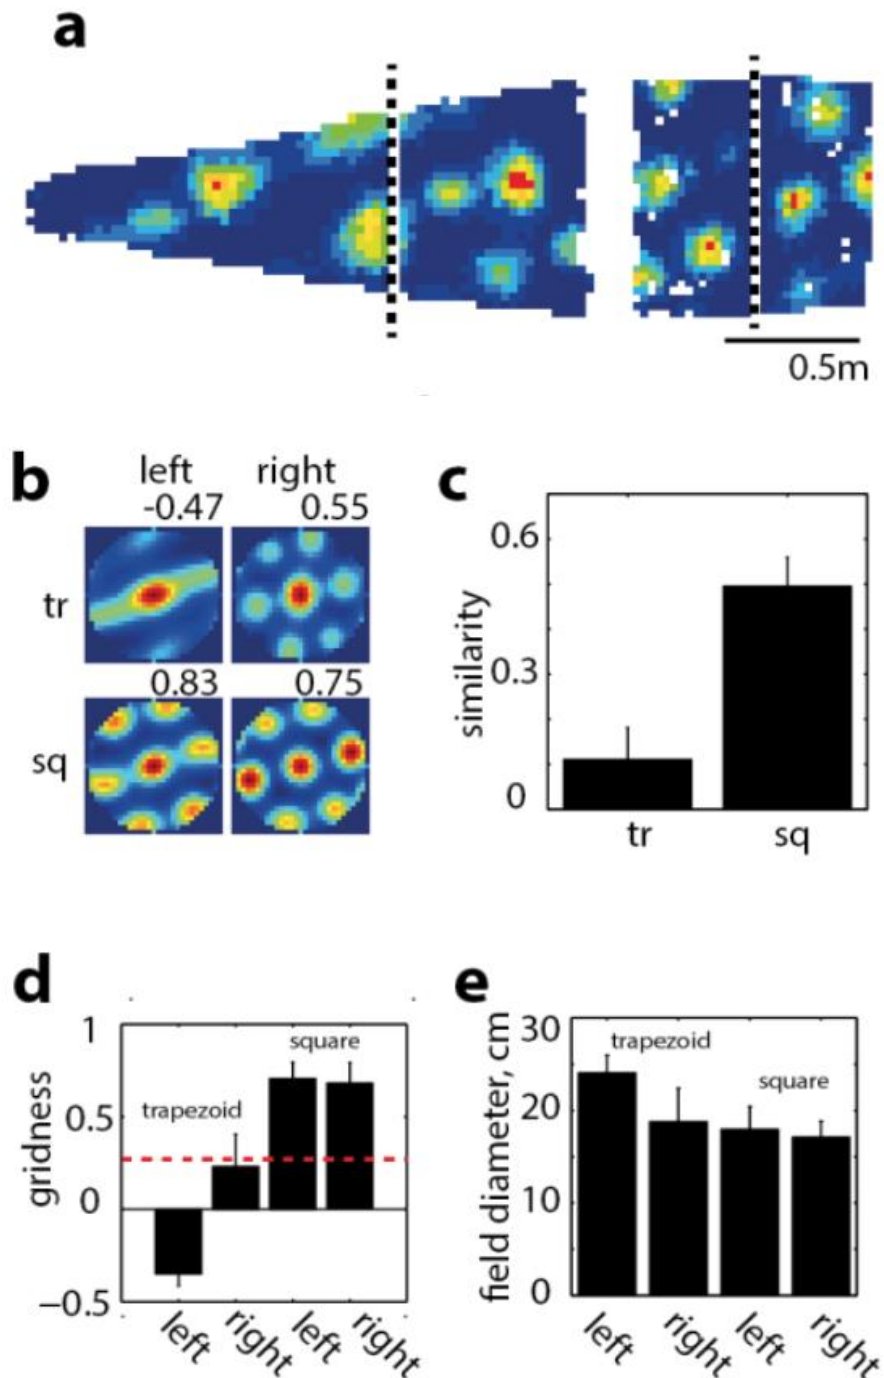 a
0.5m
b
left right
-0.47 0.55
tr
0.83 0.75
sq
c
similarity
0.6
0.3
0
tr sq
d
gridness
1
0.5
0
−0.5
trapezoid
square
left right left right
e
field diameter, cm
30
20
10
0
trapezoid
square
left right left right